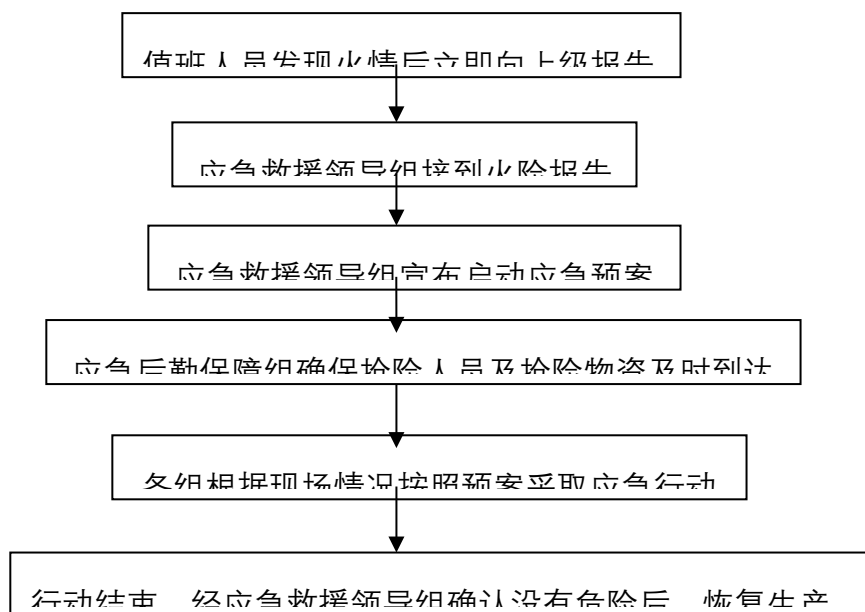 值班人员发现火情后立即向上级报告
应急救援领导组接到火险报告
应急救援领导组宣布启动应急预案
应急后勤保障组确保抢险人员及抢险物资及时到达
各组根据现场情况按照预案采取应急行动
行动结束，经应急救援领导组确认没有危险后，恢复生产